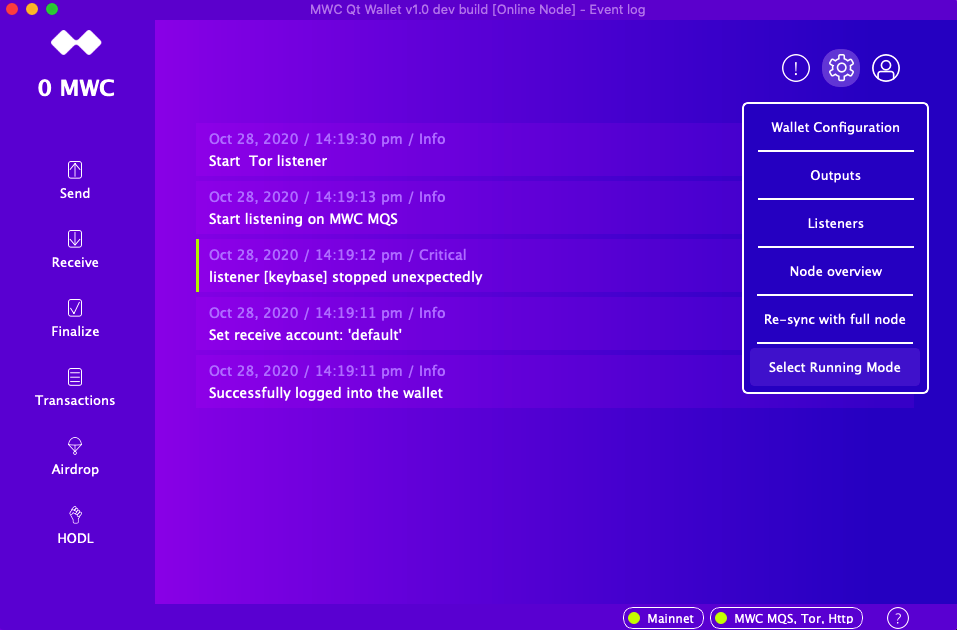 MWC Qt Wallet v1.0 dev build [Online Node] - Event log
0 MWC
Send
Receive
Finalize
Transactions
Airdrop
HODL
!
Oct 28, 2020 / 14:19:30 pm / Info
Start  Tor listener
Oct 28, 2020 / 14:19:13 pm / Info
Start listening on MWC MQS
Oct 28, 2020 / 14:19:12 pm / Critical
listener [keybase] stopped unexpectedly
Oct 28, 2020 / 14:19:11 pm / Info
Set receive account: 'default'
Oct 28, 2020 / 14:19:11 pm / Info
Successfully logged into the wallet
Wallet Configuration
Outputs
Listeners
Node overview
Re-sync with full node
Select Running Mode
Mainnet
MWC MQS, Tor, Http
?